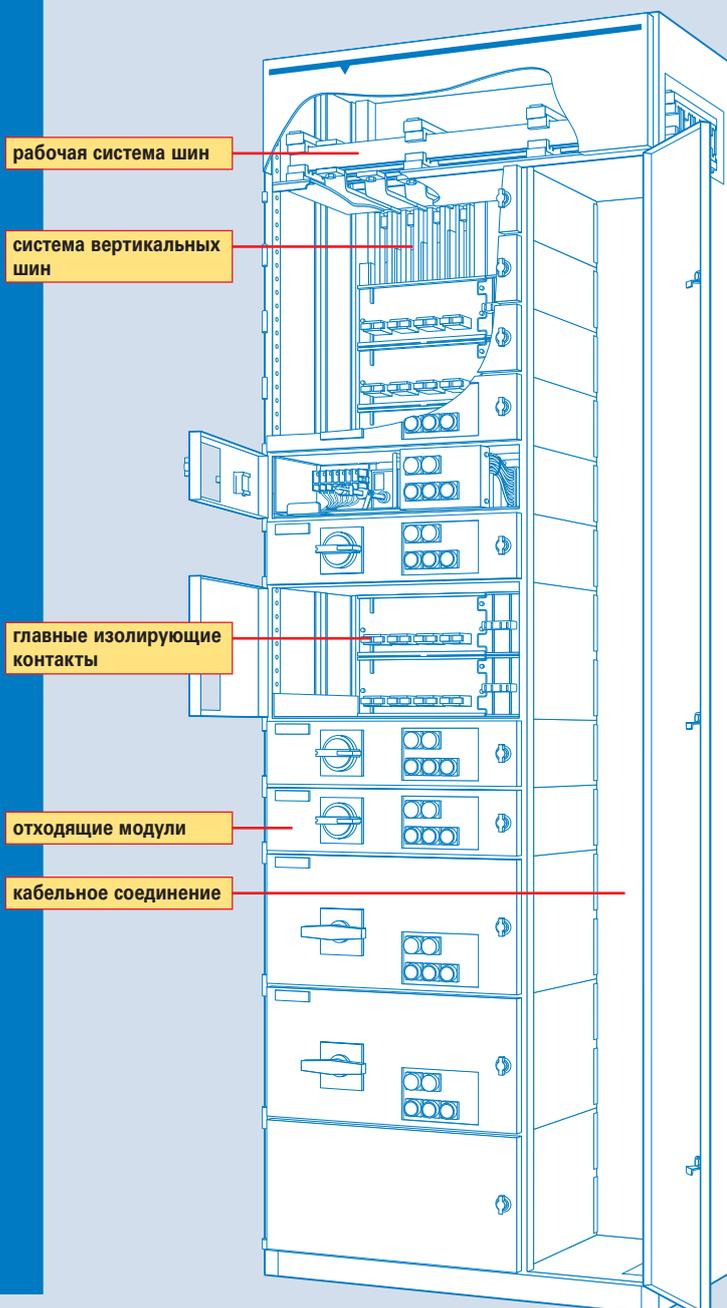 рабочая система шин
система вертикальных
шин
главные изолирующие
контакты
отходящие модули
кабельное соединение